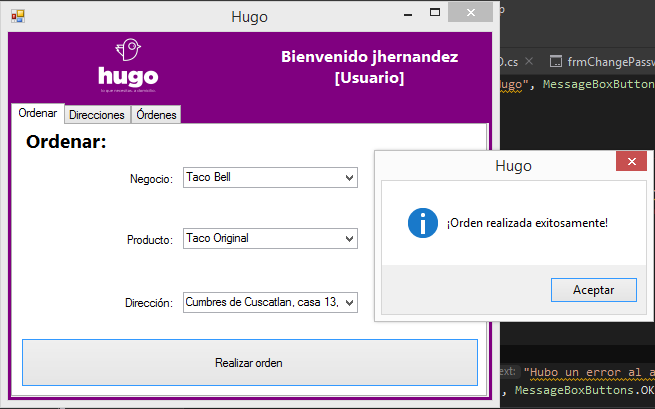 Hugo
hugo
lo que necesitas, a domicilio.
Bienvenido jhernandez
[Usuario]
Ordenar
Direcciones
Órdenes
Ordenar:
Negocio:
Taco Bell
Producto:
Taco Original
Dirección:
Cumbres de Cuscatlan, casa 13,
Realizar orden
D.cs
frmChangePassw
Hugo", MessageBoxButton
Hugo
¡Orden realizada exitosamente!
Aceptar
ext: "Hubo un error al a
, MessageBoxButtons.OK